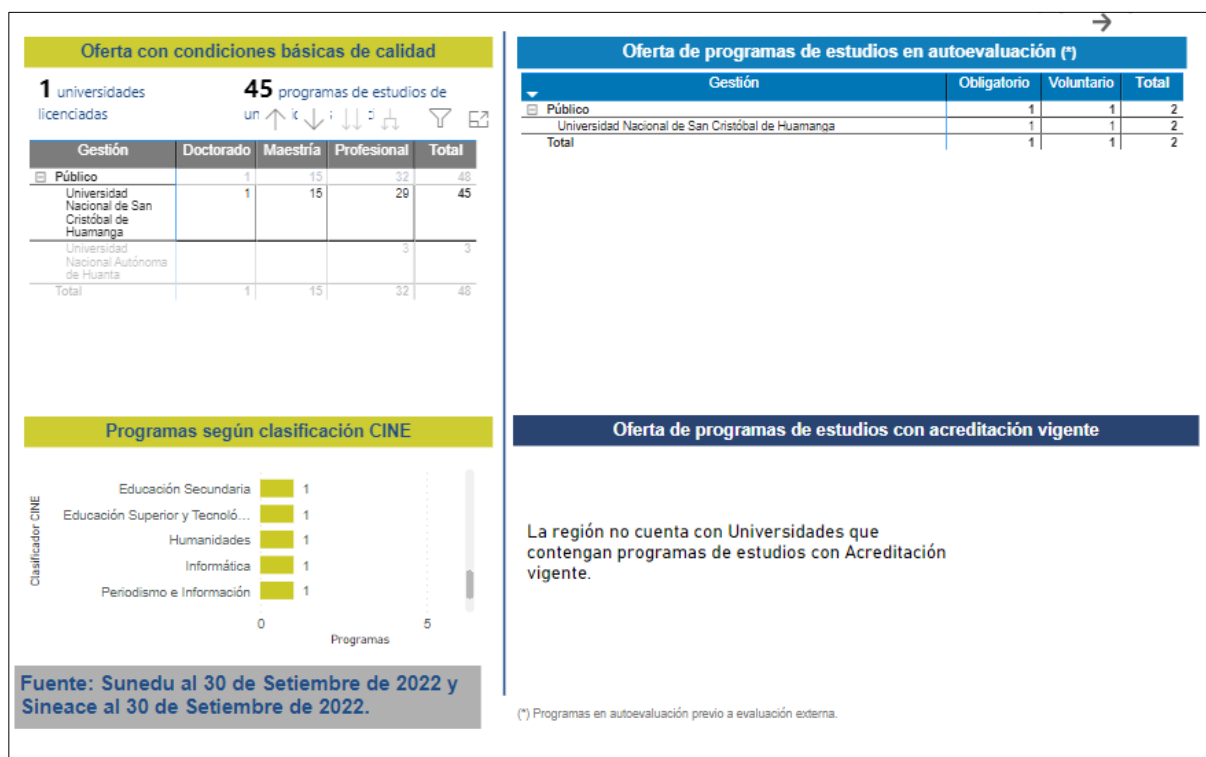 Oferta con condiciones básicas de calidad
1 universidades
licenciadas
45 programas de estudios de
Gestión Doctorado Maestría Profesional Total
Público 1 15 32 48
Universidad 1 15 29 45
Nacional de San
Cristóbal de
Huamanga
Universidad 3 3
Nacional Autónoma
de Huanta
Total 1 15 32 48
Programas según clasificación CINE
Clasificador CINE
Educación Secundaria 1
Educación Superior y Tecnoló... 1
Humanidades 1
Informática 1
Periodismo e Información 1
0 5
Programas
Fuente: Sunedu al 30 de Setiembre de 2022 y
Sineace al 30 de Setiembre de 2022.
Oferta de programas de estudios en autoevaluación (*)
Gestión Obligatorio Voluntario Total
Público 1 1 2
Universidad Nacional de San Cristóbal de Huamanga 1 1 2
Total 1 1 2
Oferta de programas de estudios con acreditación vigente
La región no cuenta con Universidades que
contengan programas de estudios con Acreditación
vigente.
(*) Programas en autoevaluación previo a evaluación externa.